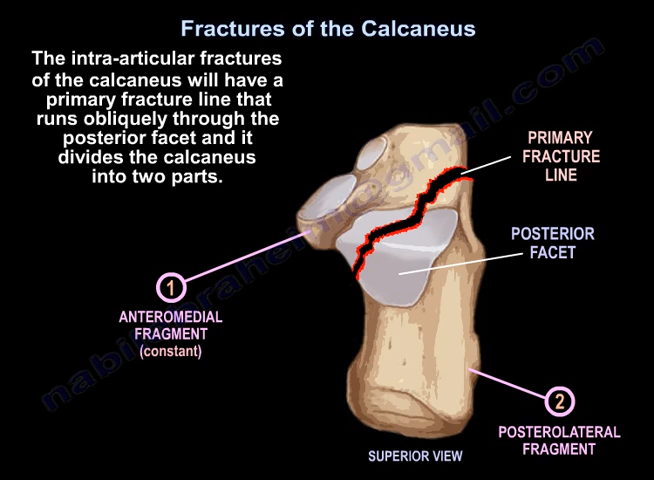 Fractures of the Calcaneus
The intra-articular fractures
of the calcaneus will have a
primary fracture line that
runs obliquely through the
posterior facet and it
divides the calcaneus
into two parts.
PRIMARY
FRACTURE
LINE
POSTERIOR
FACET
1
ANTEROMEDIAL
FRAGMENT
(constant)
2
POSTEROLATERAL
FRAGMENT
SUPERIOR VIEW